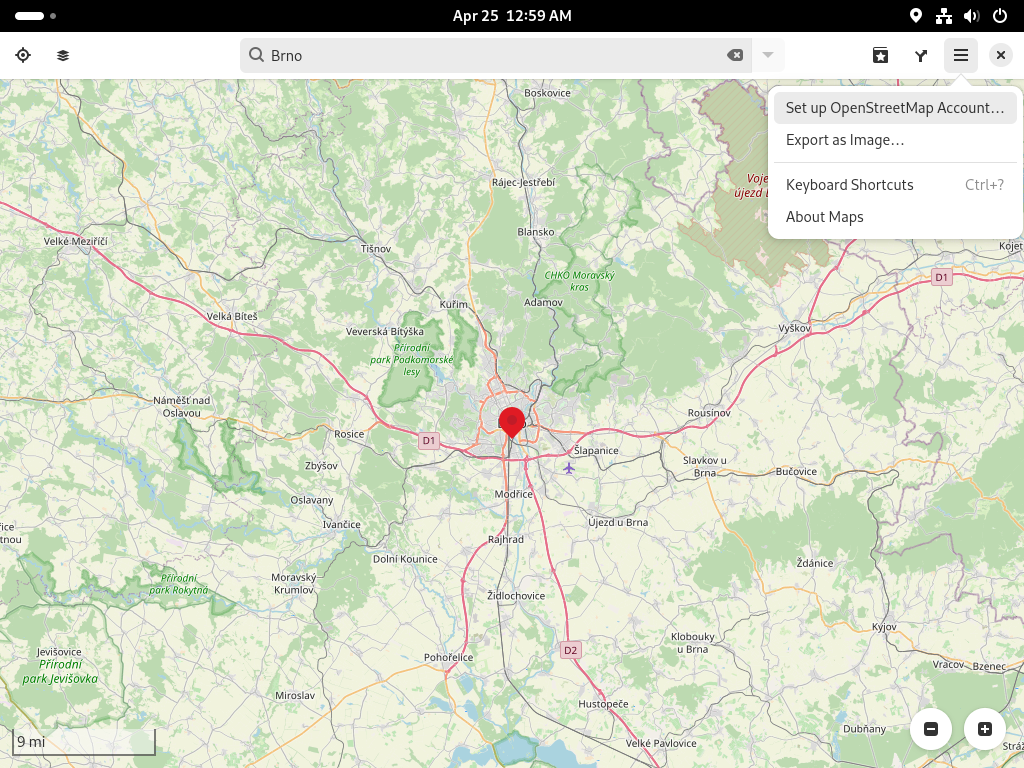 Apr 25 12:59 AM
Brno
Set up OpenStreetMap Account…
Export as Image…
Keyboard Shortcuts Ctrl+?
About Maps
Boskovice
Rájec-Jestřebí
Blansko
Velké Meziříčí
Tišnov
CHKO Moravský
kras
D1
Adamov
Kuřim
Velká Bíteš
Veverská Bítýška
Vyškov
Přírodní
park Podkomorské
lesy
Náměšť nad
Oslavou
Rousínov
Rosice
D1
Šlapanice
Zbýšov
Slavkov u
Brna
Bučovice
Modřice
Oslavany
Ivančice
Újezd u Brna
Rajhrad
Dolní Kounice
Ždánice
Moravský
Krumlov
Přírodní
park Rokytná
Židlochovice
Kyjov
Klobouky
u Brna
D2
Jevišovice
Přírodní
park Jevišovka
Pohořelice
Vracov
Bzenec
Miroslav
Hustopeče
Dubňany
Velké Pavlovice
9 mi